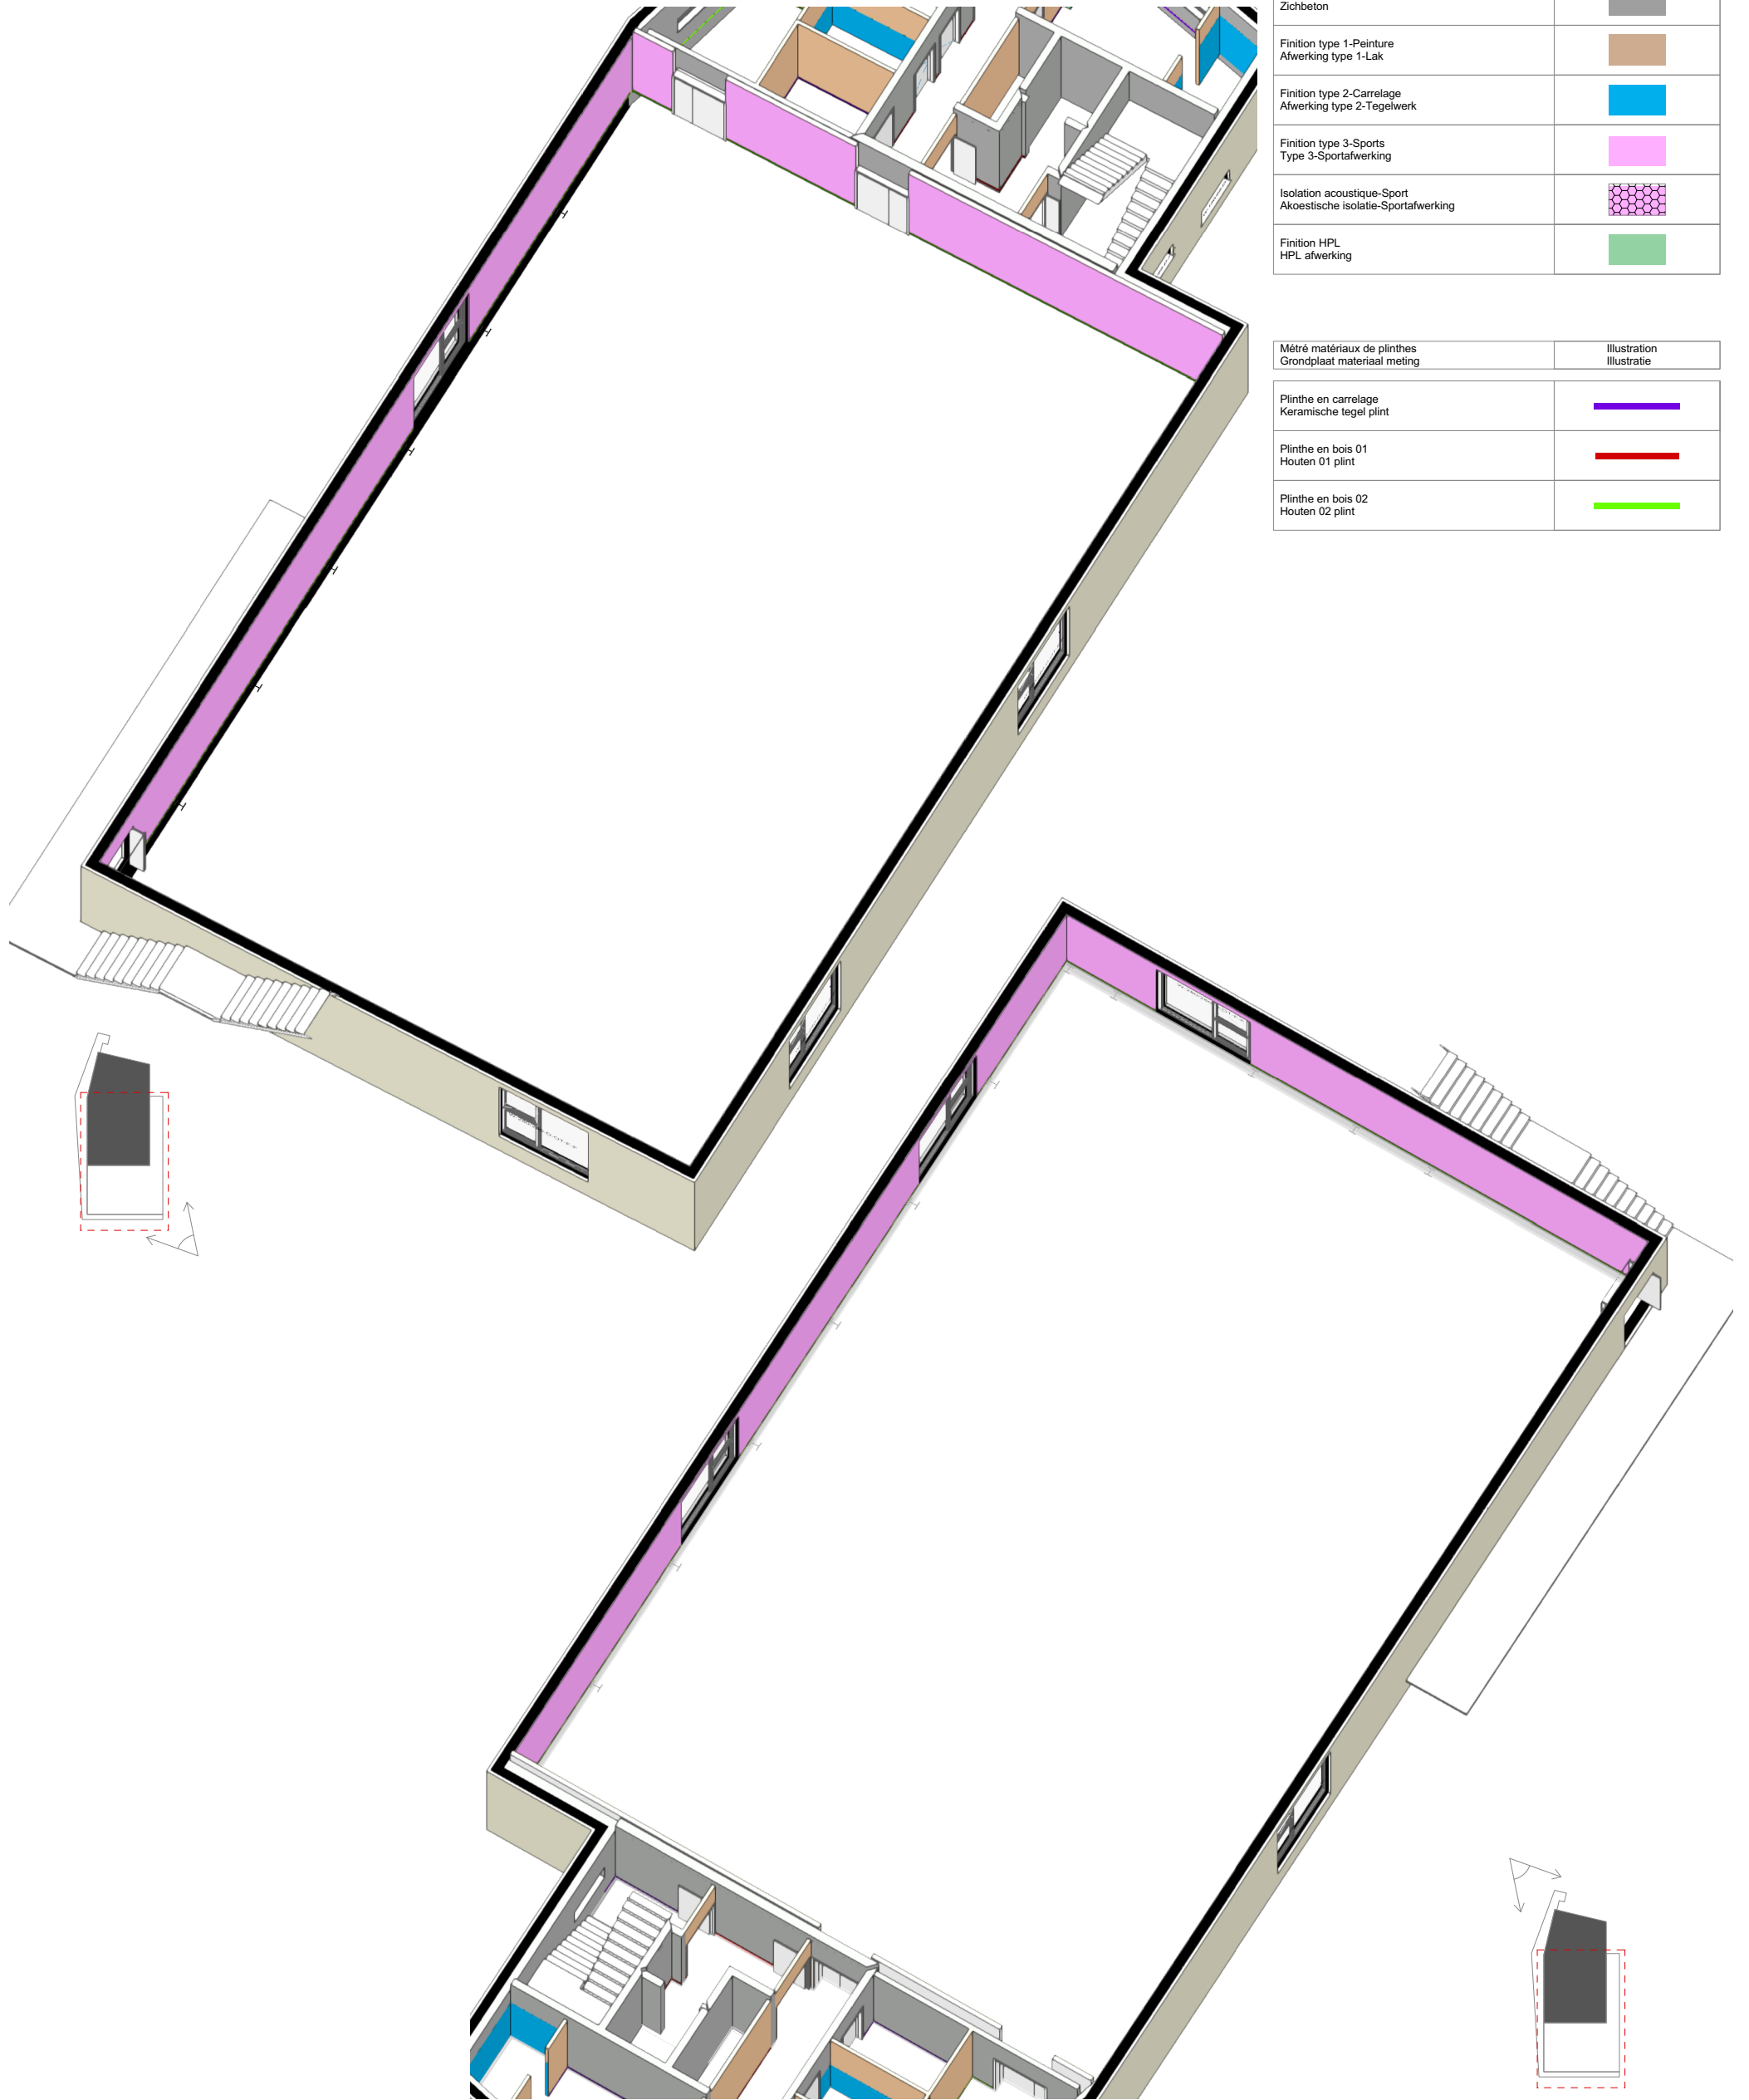 Zichbeton
Finition type 1-Peinture
Afwerking type 1-Lak
Finition type 2-Carrelage
Afwerking type 2-Tegelwerk
Finition type 3-Sports
Type 3-Sportafwerking
Isolation acoustique-Sport
Akoestische isolatie-Sportafwerking
Finition HPL
HPL afwerking
Métré matériaux de plinthes
Grondplaat materiaal meting
Illustration
Illustratie
Plinthe en carrelage
Keramische tegel plint
Plinthe en bois 01
Houten 01 plint
Plinthe en bois 02
Houten 02 plint